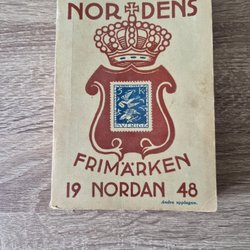 NORDENS
FRIMÄRKEN
19 NORDAN 48
Andra upplagan.